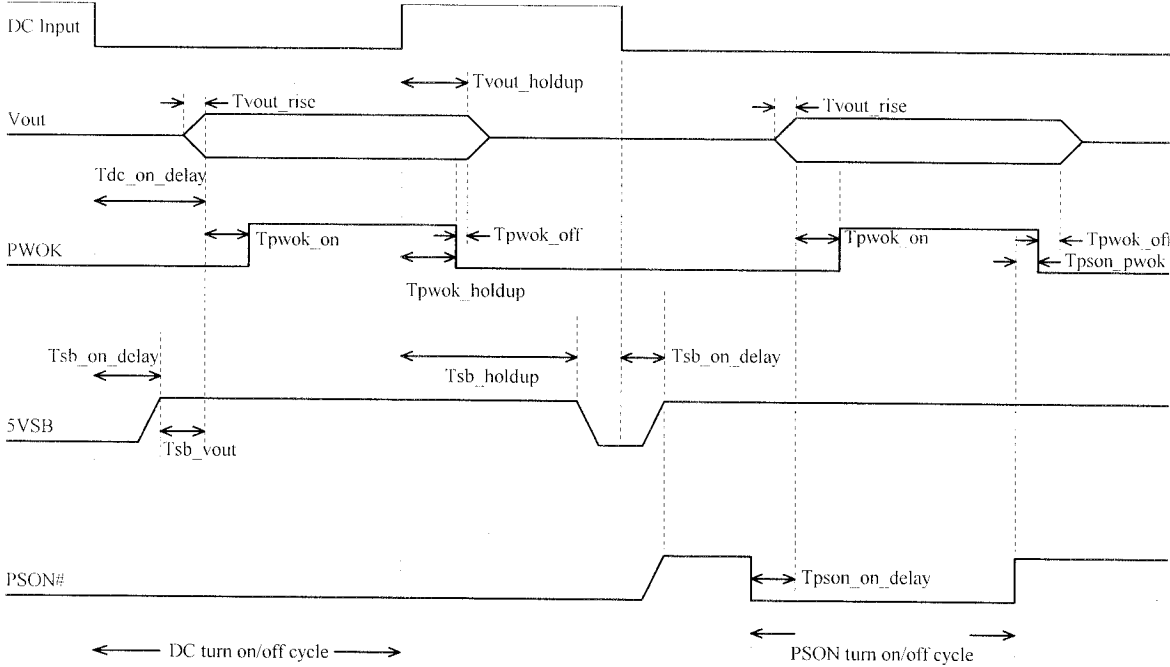 DC Input
Tvout_holdup
Tvout_rise
Tvout_rise
Vout
Tdc_on_delay
Tpwok_on
Tpwok_off
Tpwok_on
Tpwok_off
PWOK
Tpson_pwok
Tpwok_holdup
Tsb_on_delay
Tsb_holdup
Tsb_on_delay
5VSB
Tsb_vout
PSON#
Tpson_on_delay
DC turn on/off cycle
PSON turn on/off cycle